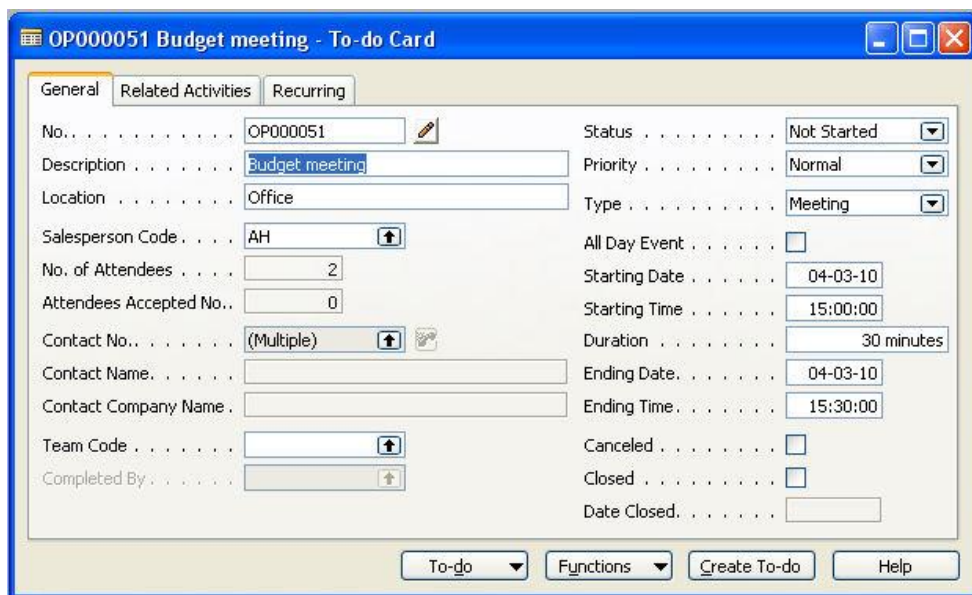 OP000051 Budget meeting - To-do Card
General Related Activities Recurring
No. . . . . . . . . . . . OP000051
Description . . . . . . . Budget meeting
Location . . . . . . . . Office
Salesperson Code . . . . AH
No. of Attendees . . . . 2
Attendees Accepted No. . 0
Contact No. . . . . . . (Multiple)
Contact Name. . . . . .
Contact Company Name .
Team Code . . . . . . .
Completed By . . . . . .
Status . . . . . . . . . Not Started
Priority . . . . . . . . . Normal
Type . . . . . . . . . . Meeting
All Day Event . . . . . .
Starting Date . . . . . . 04-03-10
Starting Time . . . . . . 15:00:00
Duration . . . . . . . . 30 minutes
Ending Date. . . . . . . 04-03-10
Ending Time. . . . . . . 15:30:00
Canceled . . . . . . . .
Closed . . . . . . . . .
Date Closed. . . . . . .
To-do Functions Create To-do Help